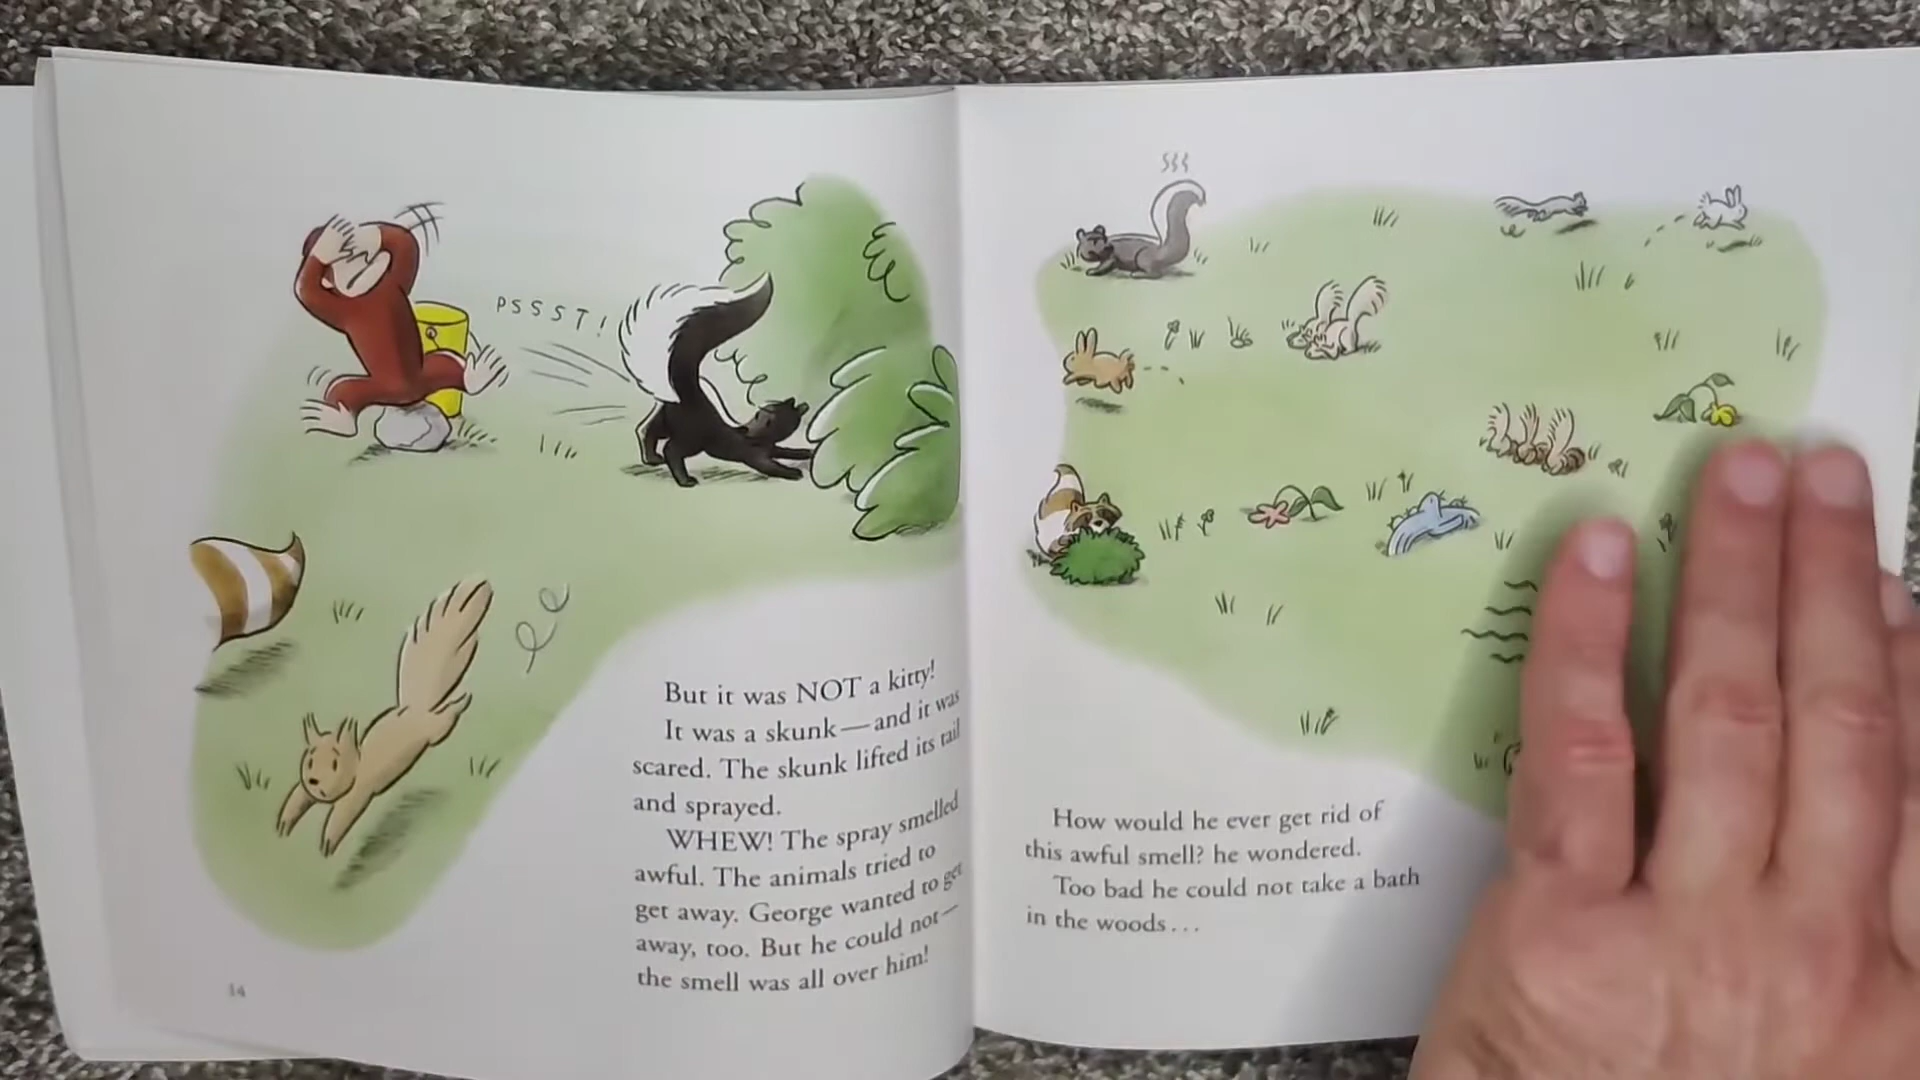 PSSST!
But it was NOT a kitty!
It was a skunk—and it was
scared. The skunk lifted its tail
and sprayed.
WHEW! The spray smelled
awful. The animals tried to
get away. George wanted to get
away, too. But he could not—
the smell was all over him!
14
How would he ever get rid of
this awful smell? he wondered.
Too bad he could not take a bath
in the woods . . .